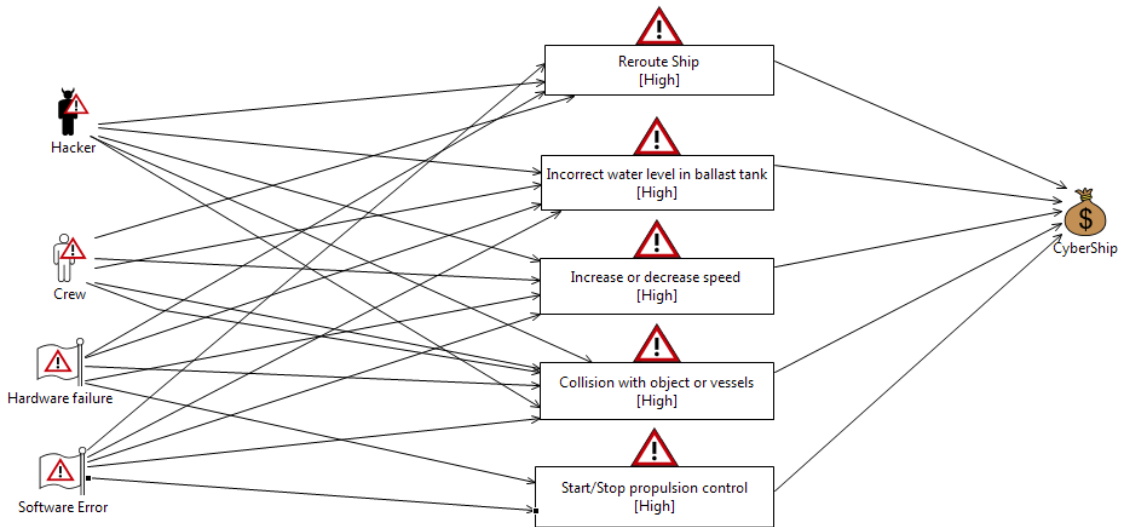 Reroute Ship
[High]
Hacker
Incorrect water level in ballast tank
[High]
Crew
Increase or decrease speed
[High]
$
CyberShip
Hardware failure
Collision with object or vessels
[High]
Software Error
Start/Stop propulsion control
[High]